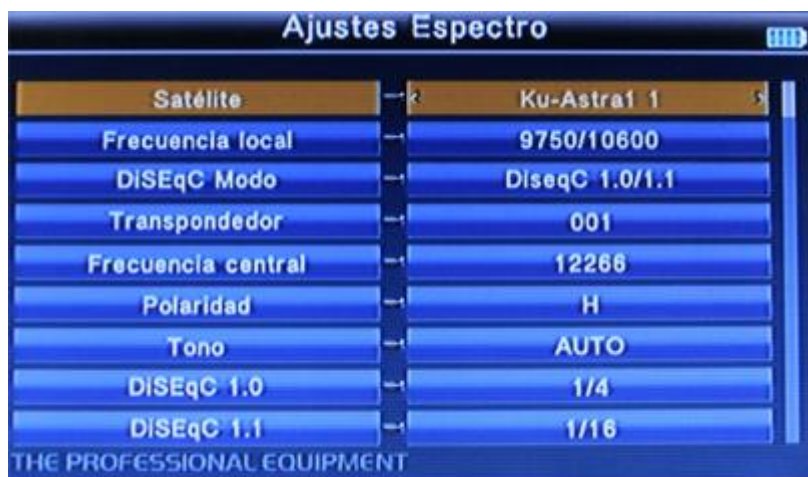 Ajustes Espectro
Satélite Ku-Astra1 1
Frecuencia local 9750/10600
DiSEqC Modo DiseqC 1.0/1.1
Transpondedor 001
Frecuencia central 12266
Polaridad H
Tono AUTO
DiSEqC 1.0 1/4
DiSEqC 1.1 1/16
THE PROFESSIONAL EQUIPMENT